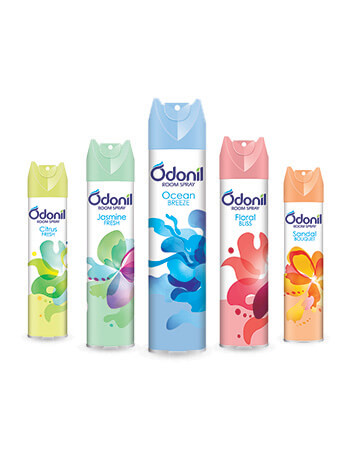 Odonil
ROOM SPRAY
Citrus
FRESH
Odonil
ROOM SPRAY
Jasmine
FRESH
Odonil
ROOM SPRAY
Ocean
BREEZE
Odonil
ROOM SPRAY
Floral
BLISS
Odonil
ROOM SPRAY
Sandal
BOUQUET